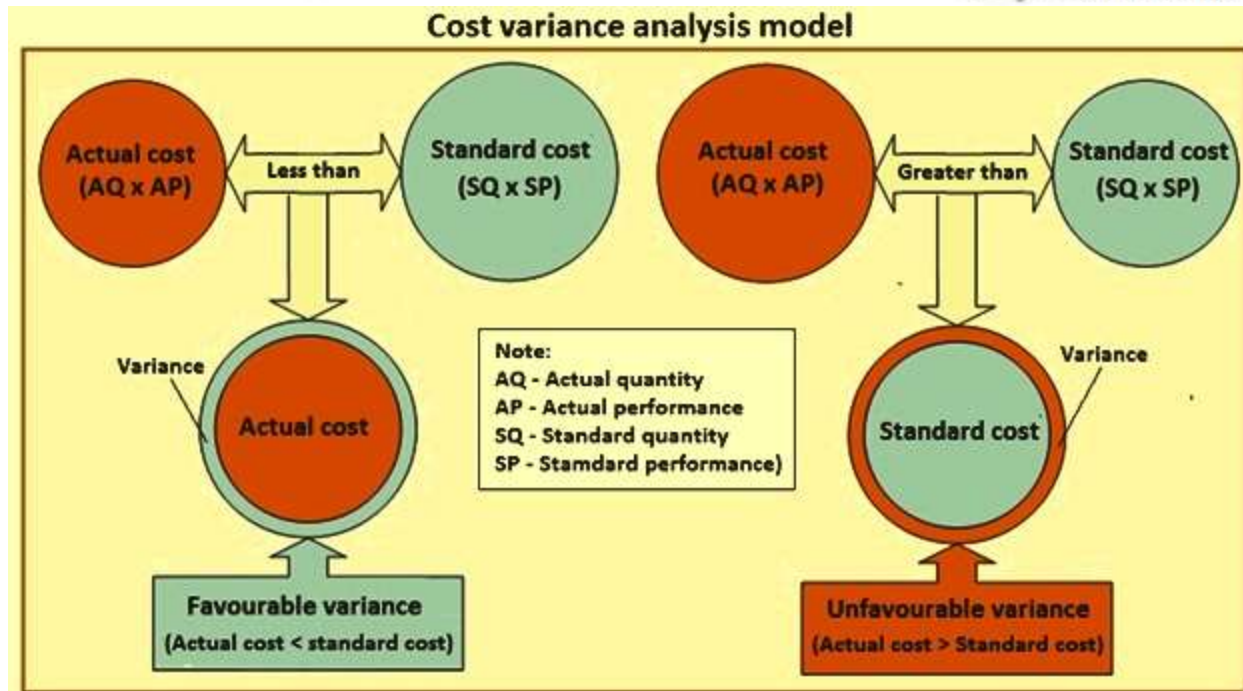 Cost variance analysis model
Actual cost
(AQ x AP)
Less than
Standard cost
(SQ x SP)
Actual cost
(AQ x AP)
Greater than
Standard cost
(SQ x SP)
Variance
Actual cost
Note:
AQ - Actual quantity
AP - Actual performance
SQ - Standard quantity
SP - Stamdard performance)
Standard cost
Variance
Favourable variance
(Actual cost < standard cost)
Unfavourable variance
(Actual cost > Standard cost)